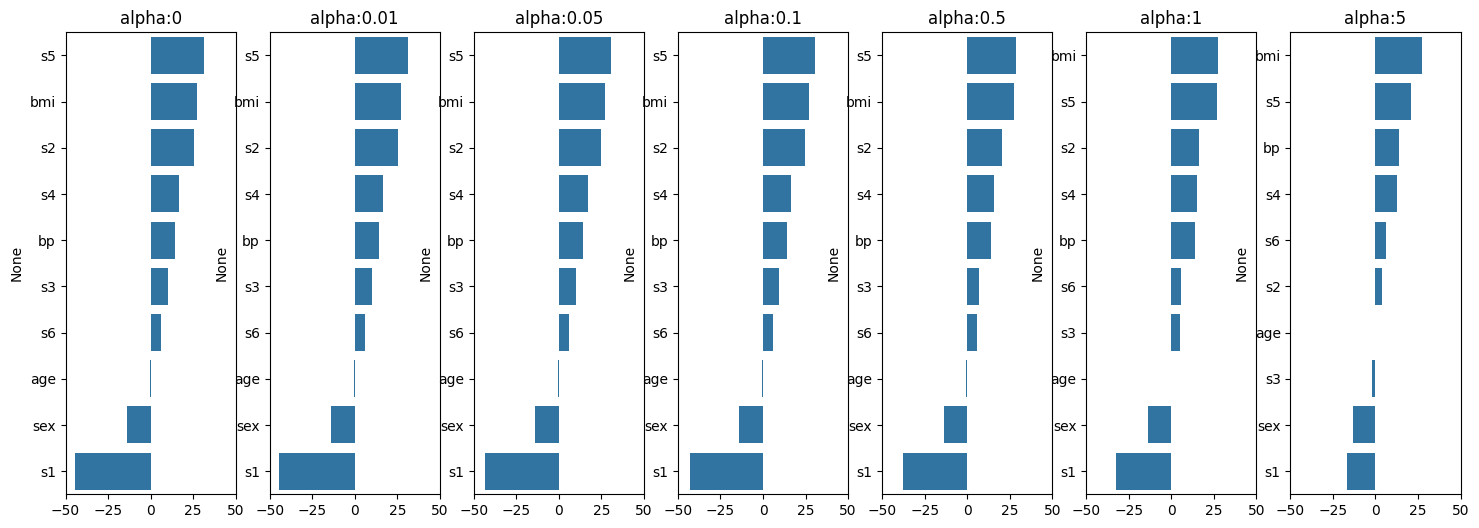 alpha:0 alpha:0.01 alpha:0.05 alpha:0.1 alpha:0.5 alpha:1 alpha:5
s5 s5 s5 s5 s5 bmi bmi
bmi bmi bmi bmi bmi s5 s5
s2 s2 s2 s2 s2 s2 bp
s4 s4 s4 s4 s4 s4 s4
bp bp bp bp bp bp s6
None None None None None None None
s3 s3 s3 s3 s3 s6 s2
s6 s6 s6 s6 s6 s3 age
age age age age age age s3
sex sex sex sex sex sex sex
s1 s1 s1 s1 s1 s1 s1
−50 −25 0 25 50 −50 −25 0 25 50 −50 −25 0 25 50 −50 −25 0 25 50 −50 −25 0 25 50 −50 −25 0 25 50 −50 −25 0 25 50